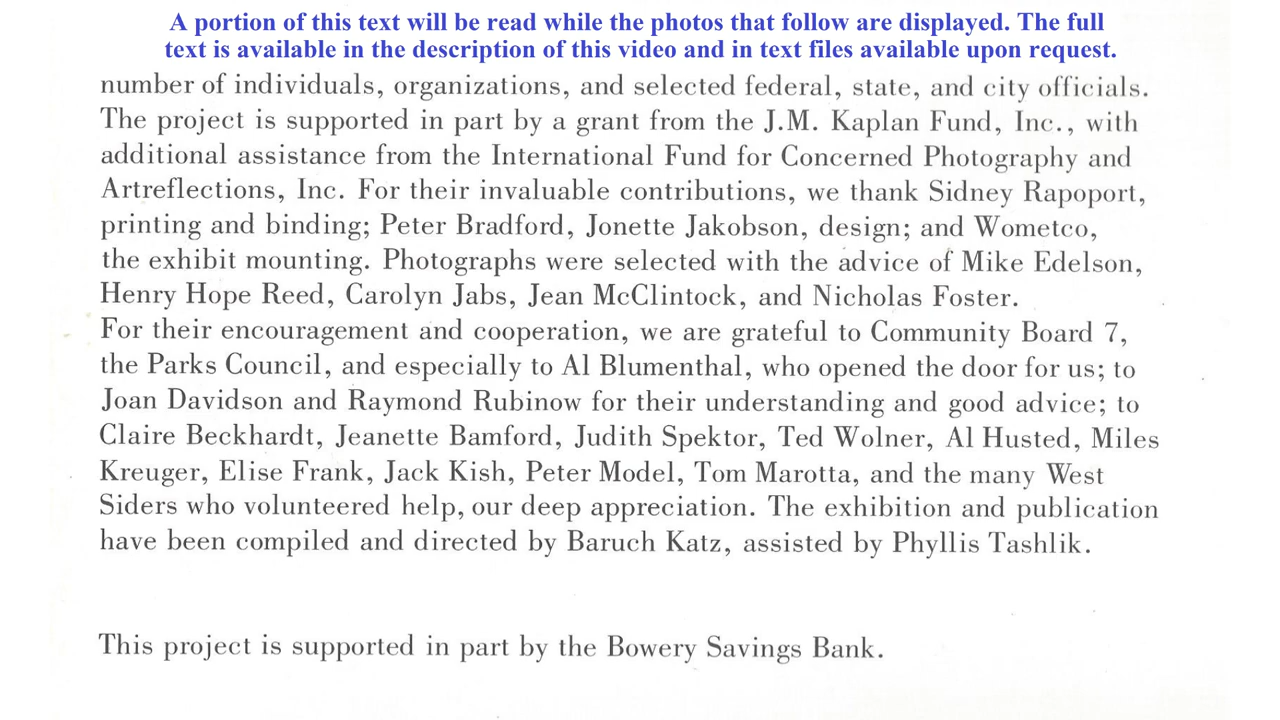 A portion of this text will be read while the photos that follow are displayed. The full
text is available in the description of this video and in text files available upon request.
number of individuals, organizations, and selected federal, state, and city officials.
The project is supported in part by a grant from the J.M. Kaplan Fund, Inc., with
additional assistance from the International Fund for Concerned Photography and
Artreflections, Inc. For their invaluable contributions, we thank Sidney Rapoport,
printing and binding; Peter Bradford, Jonette Jakobson, design; and Wometco,
the exhibit mounting. Photographs were selected with the advice of Mike Edelson,
Henry Hope Reed, Carolyn Jabs, Jean McClintock, and Nicholas Foster.
For their encouragement and cooperation, we are grateful to Community Board 7,
the Parks Council, and especially to Al Blumenthal, who opened the door for us; to
Joan Davidson and Raymond Rubinow for their understanding and good advice; to
Claire Beckhardt, Jeanette Bamford, Judith Spektor, Ted Wolner, Al Husted, Miles
Kreuger, Elise Frank, Jack Kish, Peter Model, Tom Marotta, and the many West
Siders who volunteered help, our deep appreciation. The exhibition and publication
have been compiled and directed by Baruch Katz, assisted by Phyllis Tashlik.
This project is supported in part by the Bowery Savings Bank.